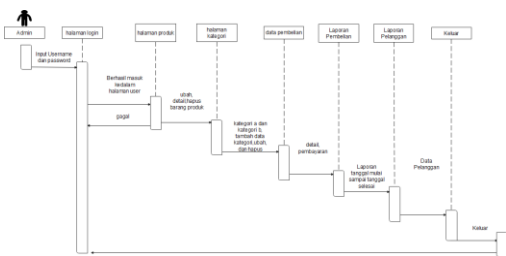 Admin
halaman login
halaman produk
halaman
kategori
data pembelian
Laporan
Pembelian
Laporan
Pelanggan
Keluar
Input Username
dan password
Berhasil masuk
kedalam
halaman user
gagal
ubah,
detail,hapus
barang produk
kategori a dan
kategori b,
tambah data
kategori,ubah,
dan hapus
detail,
pembayaran
Laporan
tanggal mulai
sampai tanggal
selesai
Data
Pelanggan
Keluar